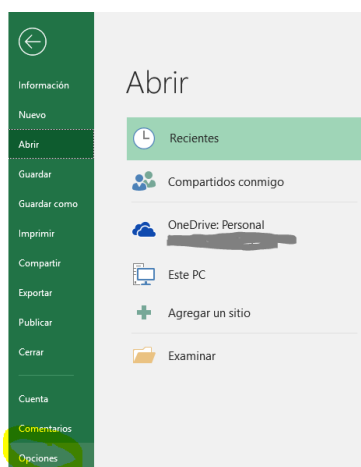 Información
Nuevo
Abrir
Guardar
Guardar como
Imprimir
Compartir
Exportar
Publicar
Cerrar
Cuenta
Comentarios
Opciones
Abrir
Recientes
Compartidos conmigo
OneDrive: Personal
Este PC
Agregar un sitio
Examinar